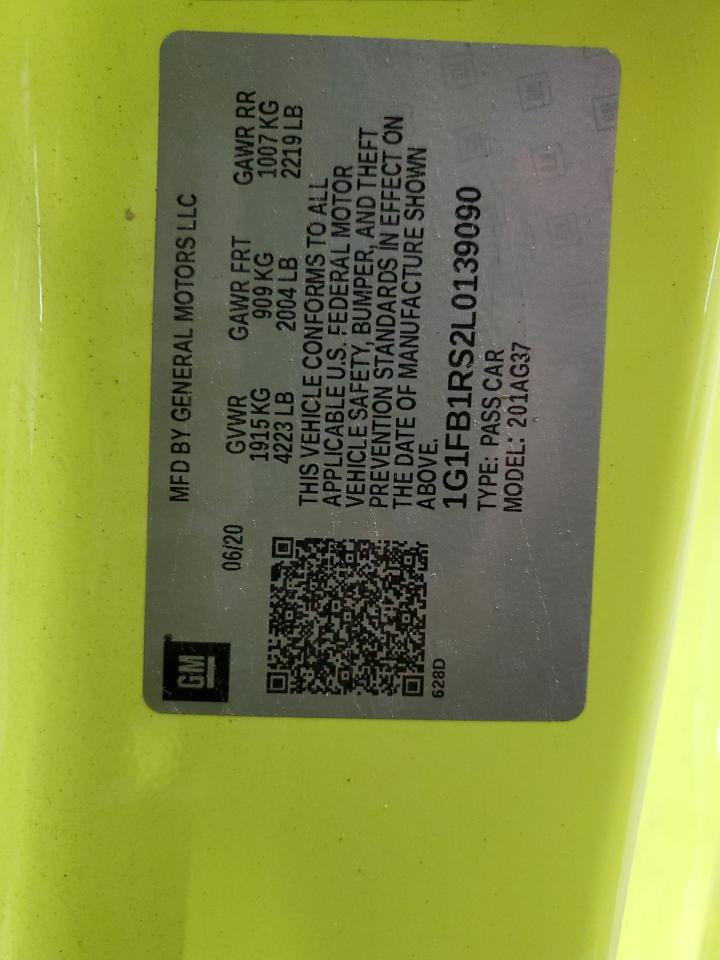 GM
MFD BY GENERAL MOTORS LLC
06/20
GVWR GAWR FRT GAWR RR
1915 KG 909 KG 1007 KG
4223 LB 2004 LB 2219 LB
THIS VEHICLE CONFORMS TO ALL
APPLICABLE U.S. FEDERAL MOTOR
VEHICLE SAFETY, BUMPER, AND THEFT
PREVENTION STANDARDS IN EFFECT ON
THE DATE OF MANUFACTURE SHOWN
ABOVE.
628D
1G1FB1RS2L0139090
TYPE: PASS CAR
MODEL: 201AG37